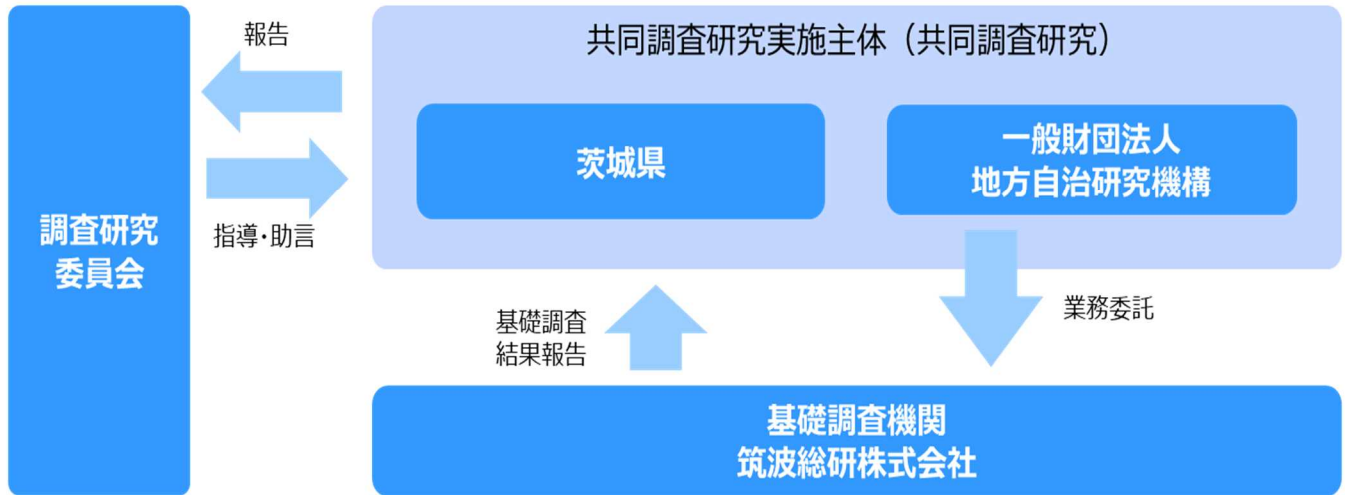 報告
共同調査研究実施主体（共同調査研究）
茨城県
一般財団法人
地方自治研究機構
調査研究
委員会
指導・助言
基礎調査
結果報告
業務委託
基礎調査機関
筑波総研株式会社